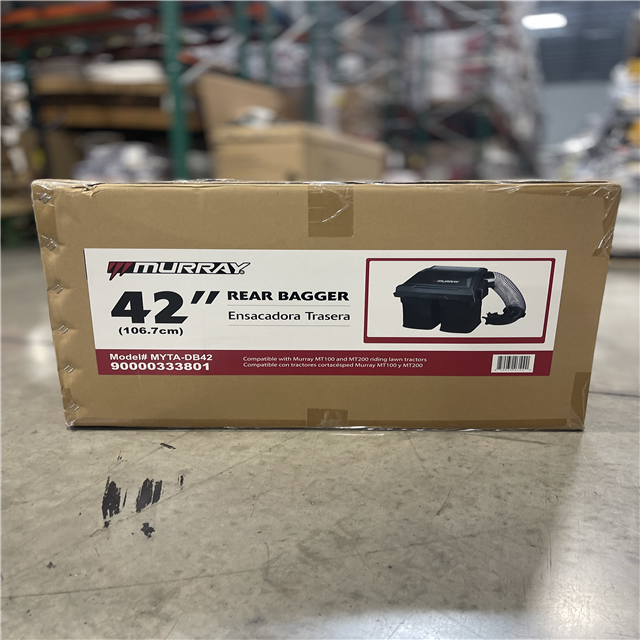 MURRAY.
42" REAR BAGGER
(106.7cm) Ensacadora Trasera
MURRAY
Model# MYTA-DB42
90000333801
Compatible with Murray MT100 and MT200 riding lawn tractors
Compatible con tractores cortacésped Murray MT100 y MT200